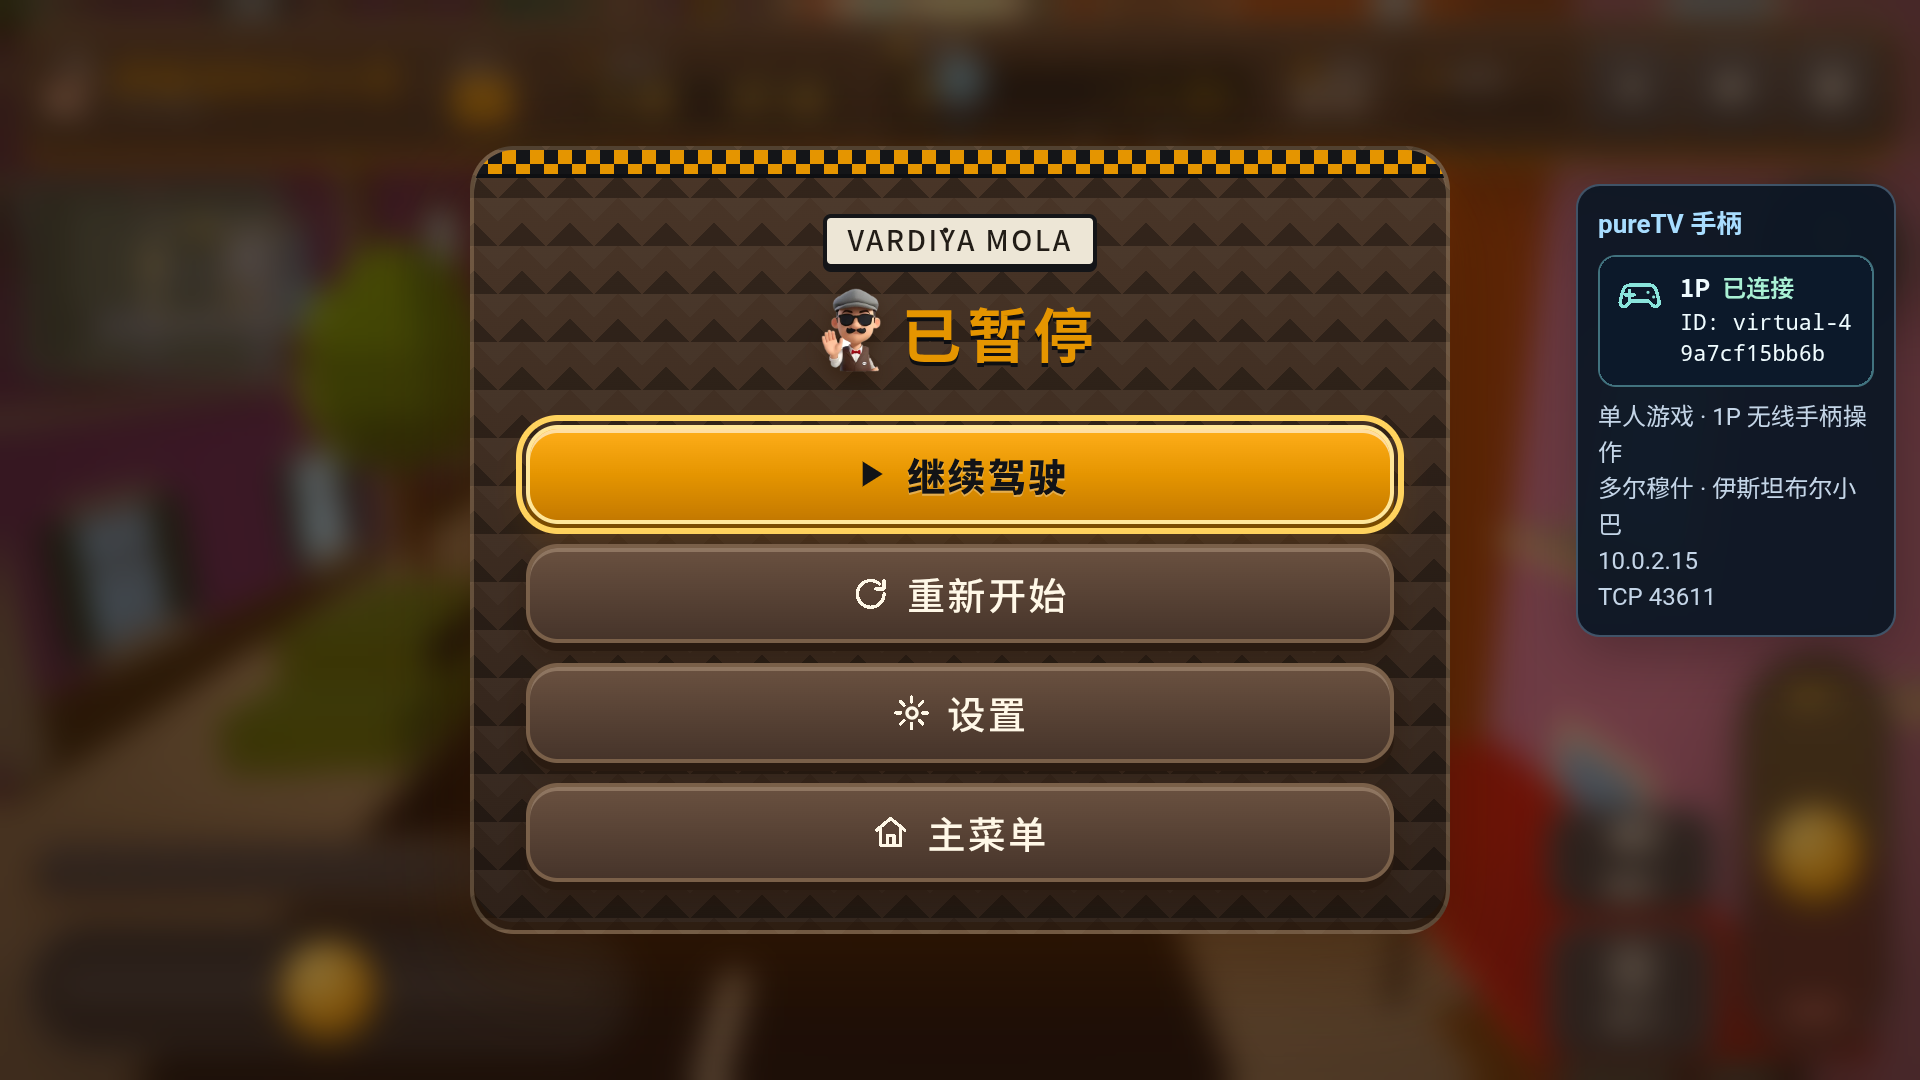 VARDİYA MOLA
已暂停
继续驾驶
重新开始
设置
主菜单
pureTV 手柄
1P 已连接
ID: virtual-4
9a7cf15bb6b
单人游戏 · 1P 无线手柄操
作
多尔穆什 · 伊斯坦布尔小
巴
10.0.2.15
TCP 43611